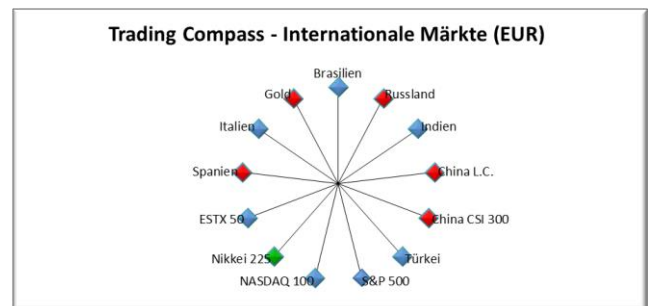 Trading Compass - Internationale Märkte (EUR)
Brasilien
Gold
Russland
Italien
Indien
Spanien
China L.C.
ESTX 50
China CSI 300
Nikkei 225
Türkei
NASDAQ 100
S&P 500